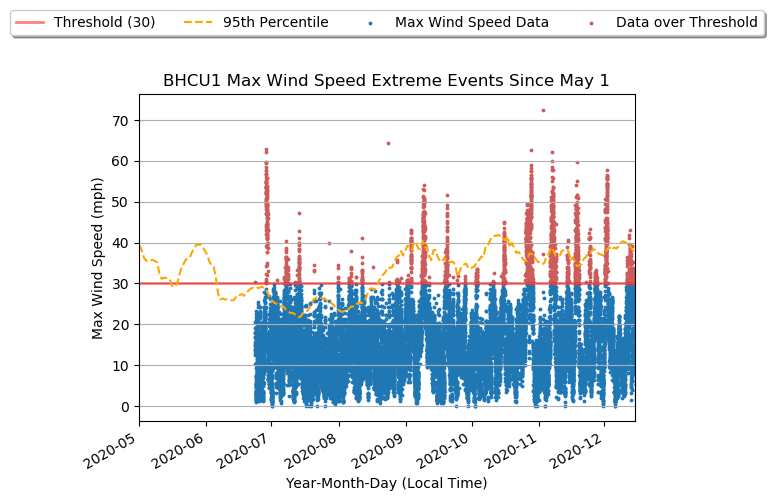 Threshold (30) 95th Percentile Max Wind Speed Data Data over Threshold
BHCU1 Max Wind Speed Extreme Events Since May 1
Max Wind Speed (mph)
70
60
50
40
30
20
10
0
2020-05 2020-06 2020-07 2020-08 2020-09 2020-10 2020-11 2020-12
Year-Month-Day (Local Time)